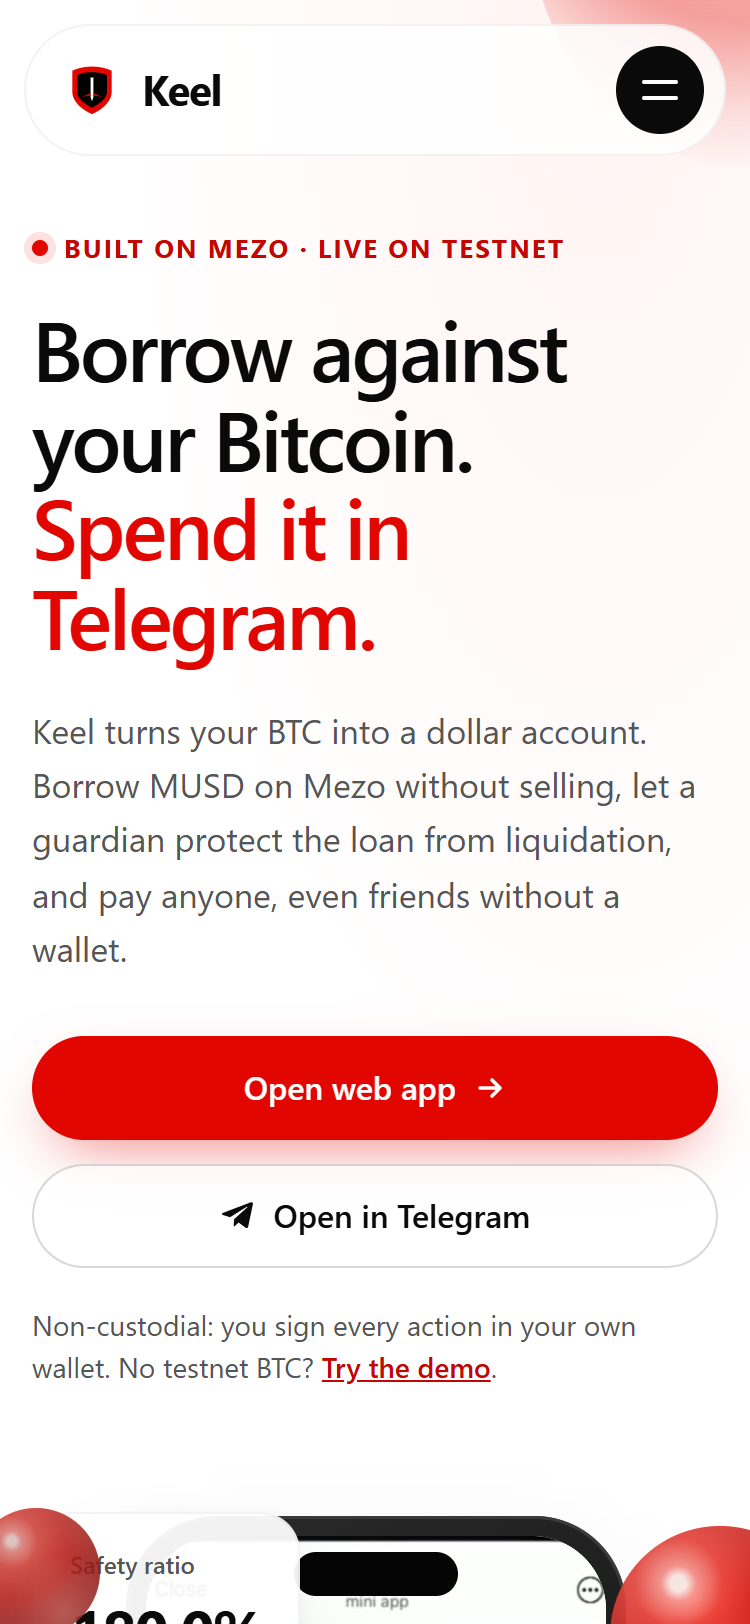 Keel
BUILT ON MEZO · LIVE ON TESTNET
Borrow against
your Bitcoin.
Spend it in
Telegram.
Keel turns your BTC into a dollar account.
Borrow MUSD on Mezo without selling, let a
guardian protect the loan from liquidation,
and pay anyone, even friends without a
wallet.
Open web app →
Open in Telegram
Non-custodial: you sign every action in your own
wallet. No testnet BTC? Try the demo.
Safety ratio
Close
mini app
180.0%